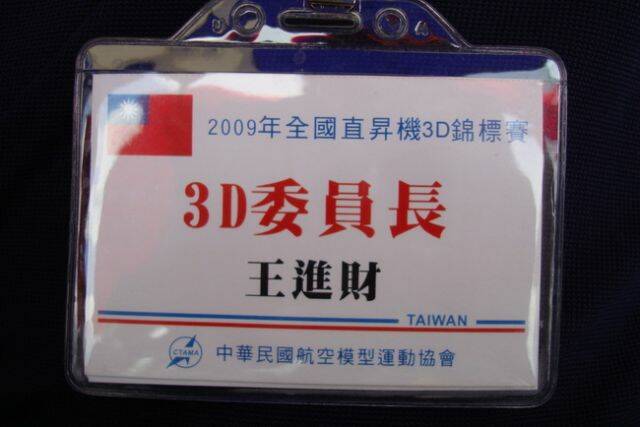 2009年全國直昇機3D錦標賽
3D委員長
王進財
TAIWAN
CTAMA
中華民國航空模型運動協會